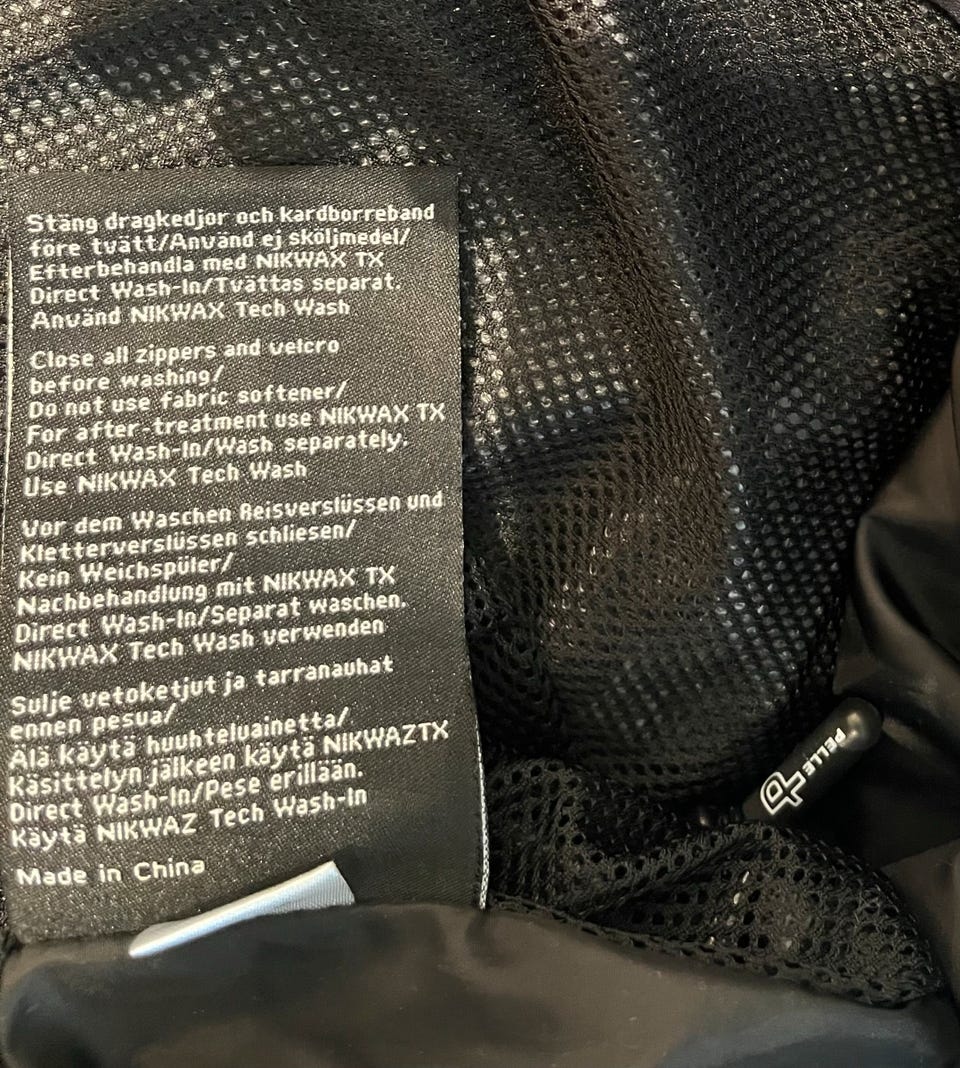 Stäng dragkedjor och kardborreband
före tvätt/Använd ej sköljmedel/
Efterbehandla med NIKWAX TX
Direct Wash-In/Tvättas separat.
Använd NIKWAX Tech Wash
Close all zippers and velcro
before washing/
Do not use fabric softener/
For after-treatment use NIKWAX TX
Direct Wash-In/Wash separately.
Use NIKWAX Tech Wash
Vor dem Waschen Reisverslüssen und
Kletterverslüssen schliesen/
Kein Weichspüler/
Nachbehandlung mit NIKWAX TX
Direct Wash-In/Separat waschen.
NIKWAX Tech Wash verwenden
Sulje vetoketjut ja tarranauhat
ennen pesua/
Älä käytä huuhteluainetta/
Käsittelyn jälkeen käytä NIKWAZTX
Direct Wash-In/Pese erillään.
Käytä NIKWAZ Tech Wash-In
Made in China
PELLE P